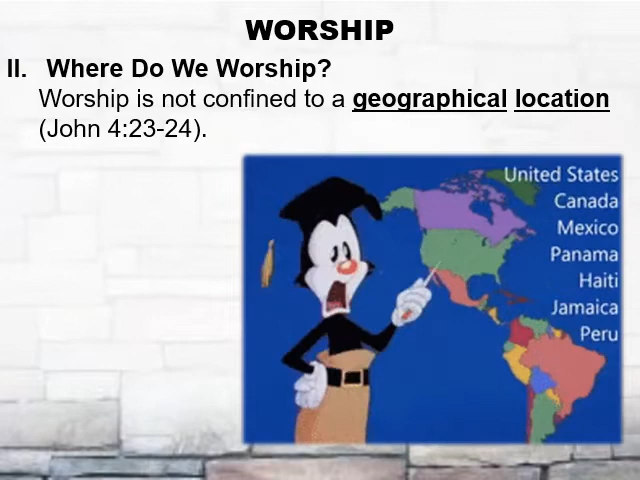 WORSHIP
II. Where Do We Worship?
Worship is not confined to a geographical location
(John 4:23-24).
United States
Canada
Mexico
Panama
Haiti
Jamaica
Peru